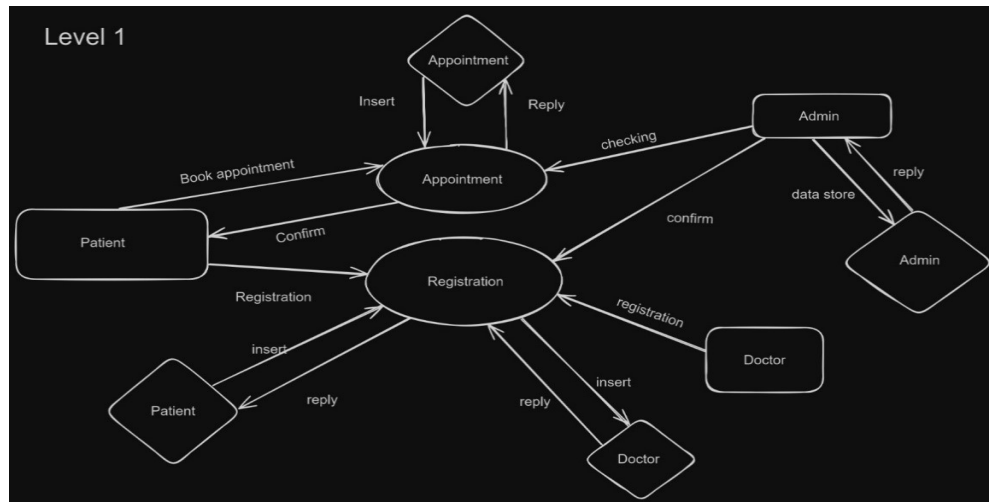 Level 1
Appointment
Insert
Reply
Admin
checking
Book appointment
Appointment
reply
data store
Patient
Confirm
confirm
Admin
Registration
Registration
registration
insert
Doctor
insert
reply
reply
Patient
Doctor